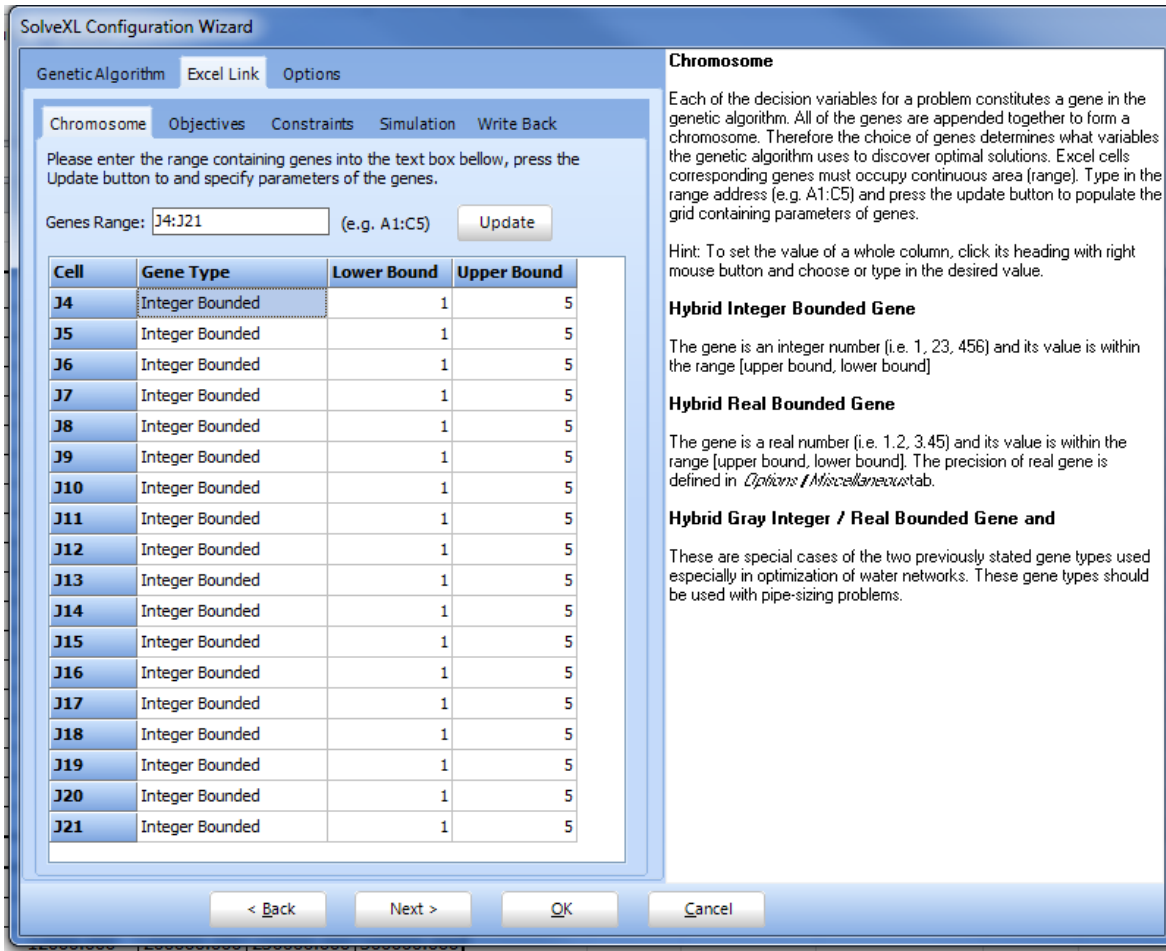 SolveXL Configuration Wizard
Genetic Algorithm Excel Link Options
Chromosome Objectives Constraints Simulation Write Back
Please enter the range containing genes into the text box bellow, press the
Update button to and specify parameters of the genes.
Genes Range: J4:J21 (e.g. A1:C5) Update
Cell Gene Type Lower Bound Upper Bound
J4 Integer Bounded 1 5
J5 Integer Bounded 1 5
J6 Integer Bounded 1 5
J7 Integer Bounded 1 5
J8 Integer Bounded 1 5
J9 Integer Bounded 1 5
J10 Integer Bounded 1 5
J11 Integer Bounded 1 5
J12 Integer Bounded 1 5
J13 Integer Bounded 1 5
J14 Integer Bounded 1 5
J15 Integer Bounded 1 5
J16 Integer Bounded 1 5
J17 Integer Bounded 1 5
J18 Integer Bounded 1 5
J19 Integer Bounded 1 5
J20 Integer Bounded 1 5
J21 Integer Bounded 1 5
Chromosome
Each of the decision variables for a problem constitutes a gene in the
genetic algorithm. All of the genes are appended together to form a
chromosome. Therefore the choice of genes determines what variables
the genetic algorithm uses to discover optimal solutions. Excel cells
corresponding genes must occupy continuous area (range). Type in the
range address (e.g. A1:C5) and press the update button to populate the
grid containing parameters of genes.
Hint: To set the value of a whole column, click its heading with right
mouse button and choose or type in the desired value.
Hybrid Integer Bounded Gene
The gene is an integer number (i.e. 1, 23, 456) and its value is within
the range [upper bound, lower bound]
Hybrid Real Bounded Gene
The gene is a real number (i.e. 1.2, 3.45) and its value is within the
range [upper bound, lower bound]. The precision of real gene is
defined in Options / Miscellaneoustab.
Hybrid Gray Integer / Real Bounded Gene and
These are special cases of the two previously stated gene types used
especially in optimization of water networks. These gene types should
be used with pipe-sizing problems.
< Back Next > OK Cancel